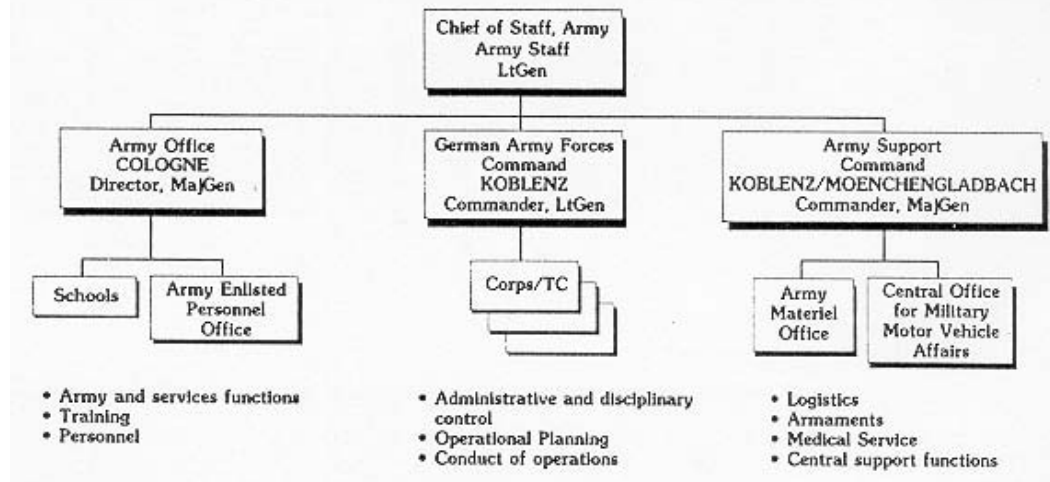 Chief of Staff, Army
Army Staff
LtGen
Army Office
COLOGNE
Director, MajGen
German Army Forces
Command
KOBLENZ
Commander, LtGen
Army Support
Command
KOBLENZ/MOENCHENGLADBACH
Commander, MajGen
Schools
Army Enlisted
Personnel
Office
Corps/TC
Army
Materiel
Office
Central Office
for Military
Motor Vehicle
Affairs
• Army and services functions
• Training
• Personnel
• Administrative and disciplinary
control
• Operational Planning
• Conduct of operations
• Logistics
• Armaments
• Medical Service
• Central support functions